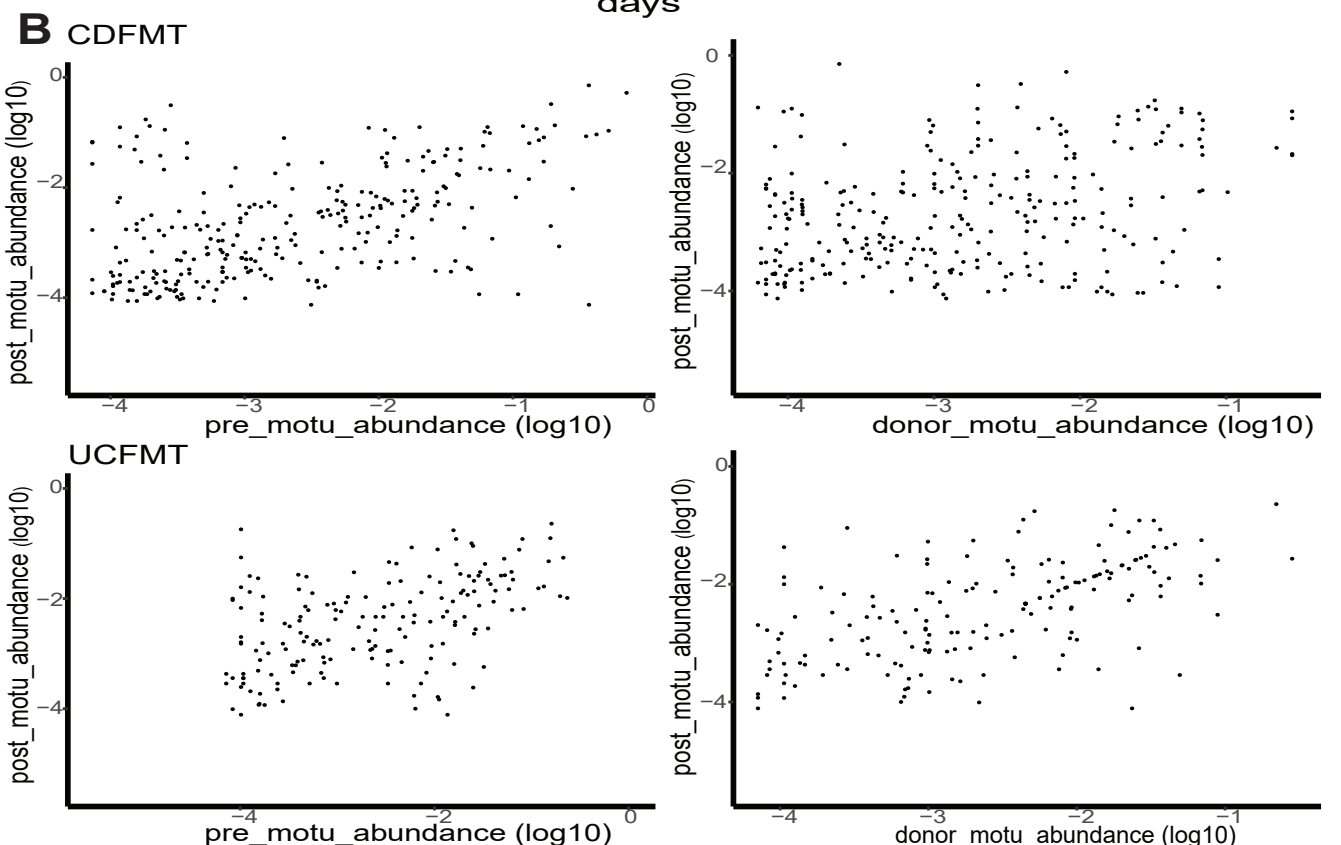 days
B CDFMT
post_motu_abundance (log10)
0
−2
−4
−4 −3 −2 −1 0
pre_motu_abundance (log10)
post_motu_abundance (log10)
0
−2
−4
−4 −3 −2 −1
donor_motu_abundance (log10)
UCFMT
post_motu_abundance (log10)
0
−2
−4
−4 −2 0
pre_motu_abundance (log10)
post_motu_abundance (log10)
0
−2
−4
−4 −3 −2 −1
donor_motu_abundance (log10)